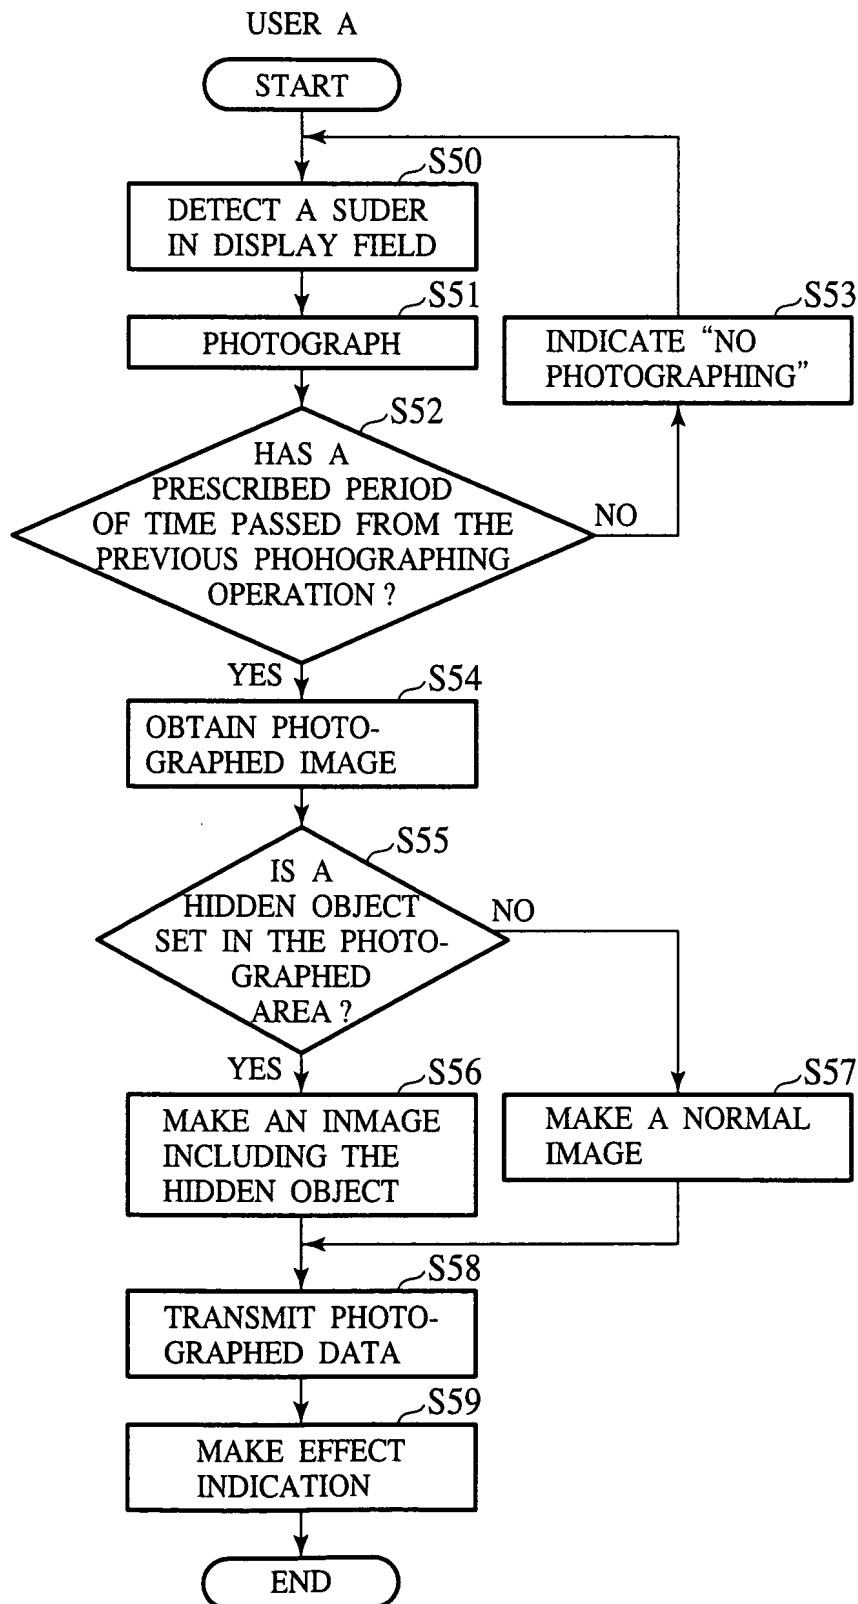 USER A
START
S50
DETECT A SUDER
IN DISPLAY FIELD
S51
PHOTOGRAPH
S53
INDICATE “NO
PHOTOGRAPHING”
S52
HAS A
PRESCRIBED PERIOD
OF TIME PASSED FROM THE
PREVIOUS PHOHOGRAPHING
OPERATION ?
NO
YES
S54
OBTAIN PHOTO-
GRAPHED IMAGE
S55
IS A
HIDDEN OBJECT
SET IN THE PHOTO-
GRAPHED
AREA ?
NO
YES
S56
MAKE AN INMAGE
INCLUDING THE
HIDDEN OBJECT
S57
MAKE A NORMAL
IMAGE
S58
TRANSMIT PHOTO-
GRAPHED DATA
S59
MAKE EFFECT
INDICATION
END